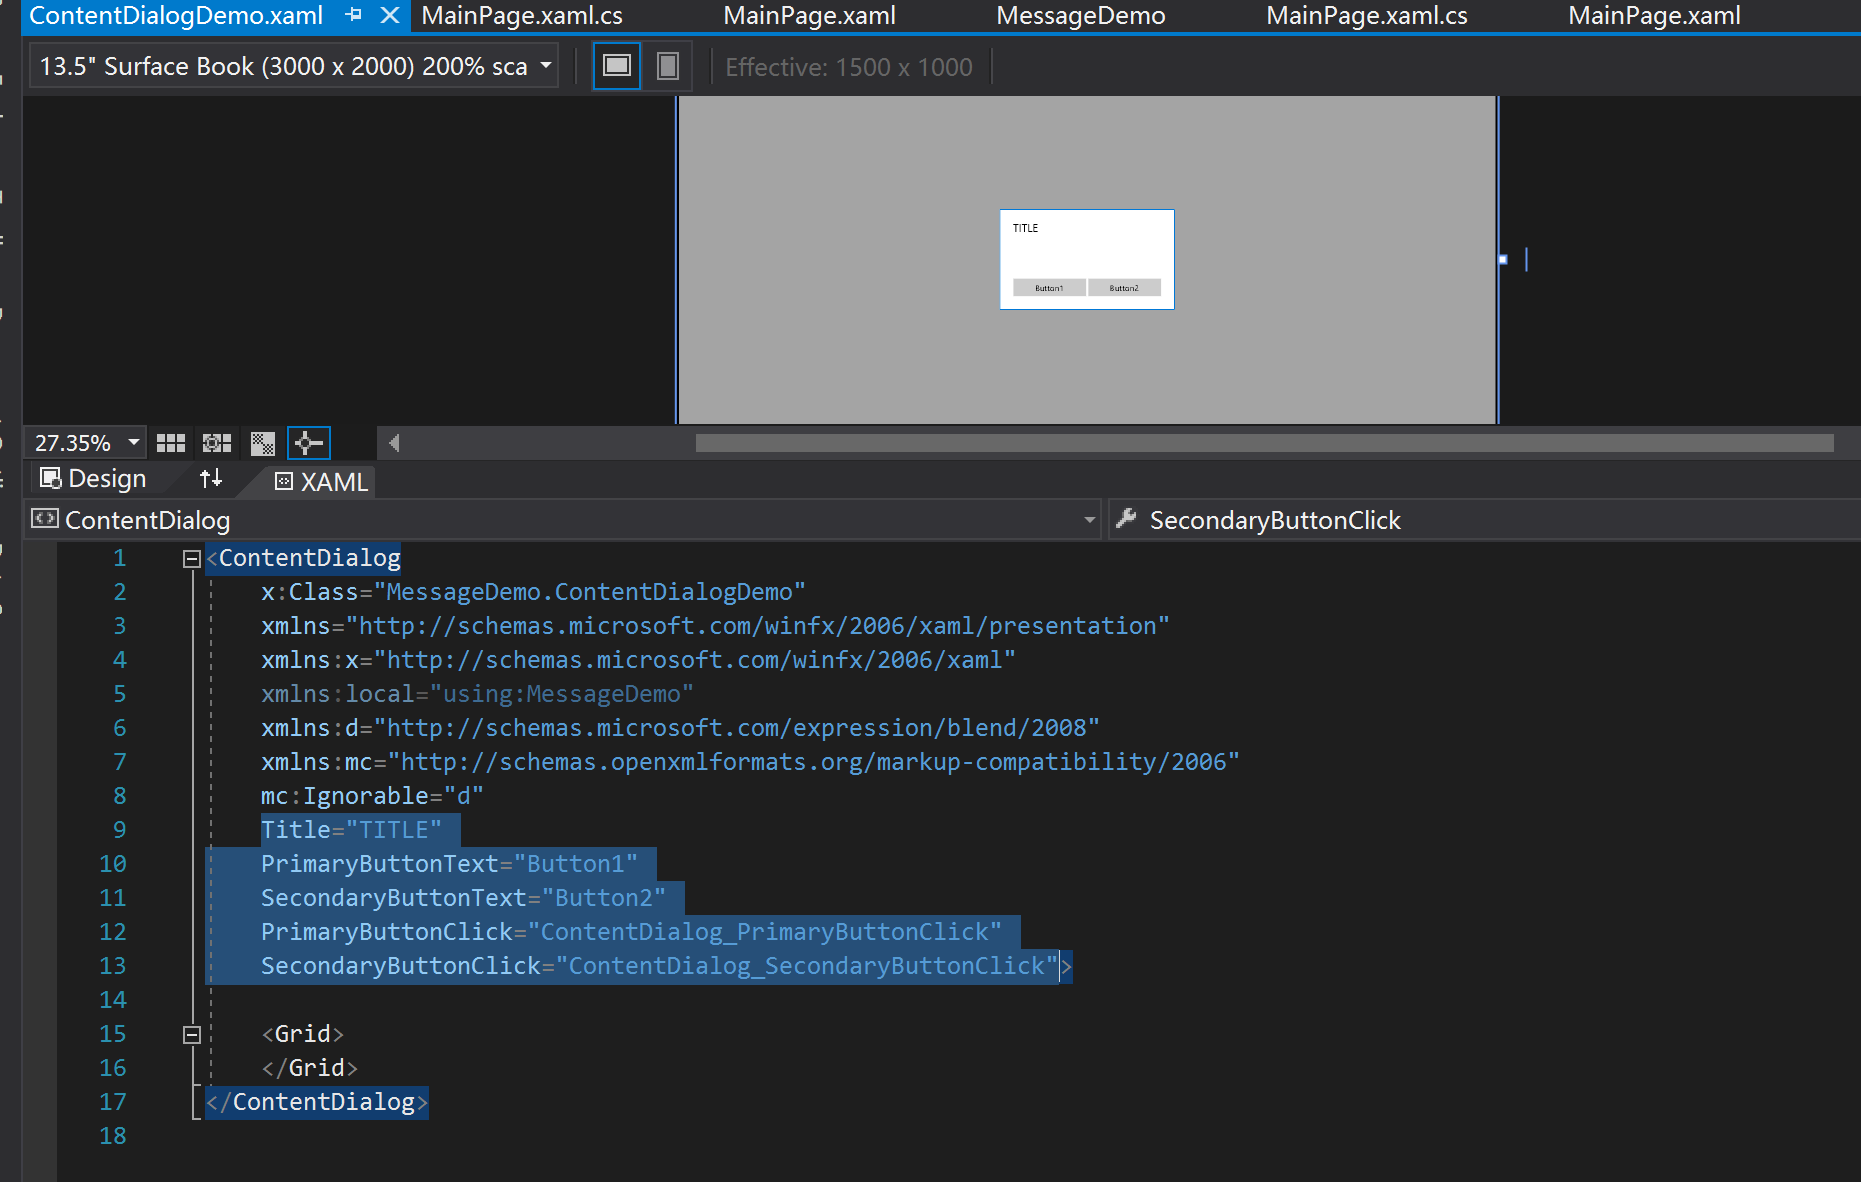 ContentDialogDemo.xaml MainPage.xaml.cs MainPage.xaml MessageDemo MainPage.xaml.cs MainPage.xaml
13.5" Surface Book (3000 x 2000) 200% sca Effective: 1500 x 1000
TITLE
Button1 Button2
27.35%
Design XAML
ContentDialog SecondaryButtonClick
1 <ContentDialog
2 x:Class="MessageDemo.ContentDialogDemo"
3 xmlns="http://schemas.microsoft.com/winfx/2006/xaml/presentation"
4 xmlns:x="http://schemas.microsoft.com/winfx/2006/xaml"
5 xmlns:local="using:MessageDemo"
6 xmlns:d="http://schemas.microsoft.com/expression/blend/2008"
7 xmlns:mc="http://schemas.openxmlformats.org/markup-compatibility/2006"
8 mc:Ignorable="d"
9 Title="TITLE"
10 PrimaryButtonText="Button1"
11 SecondaryButtonText="Button2"
12 PrimaryButtonClick="ContentDialog_PrimaryButtonClick"
13 SecondaryButtonClick="ContentDialog_SecondaryButtonClick">
14
15 <Grid>
16 </Grid>
17 </ContentDialog>
18